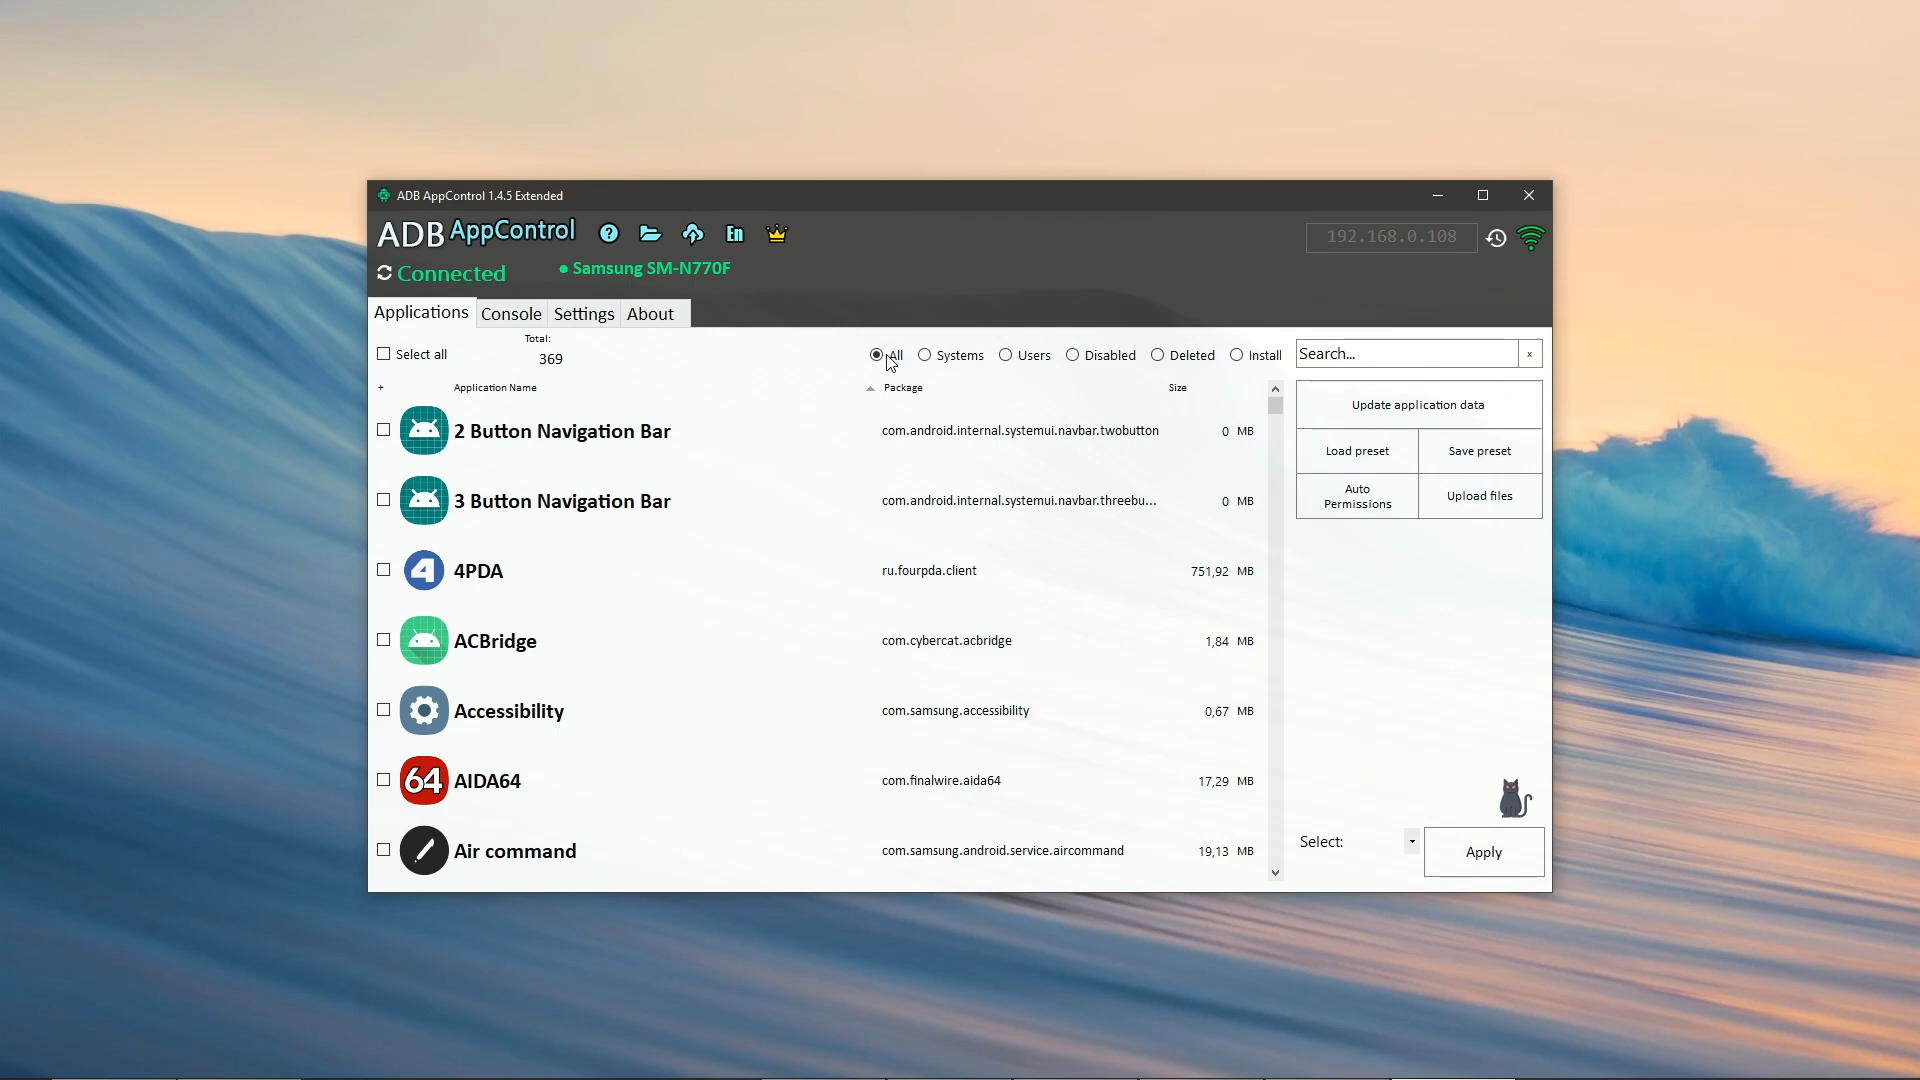 ADB AppControl 1.4.5 Extended
ADB AppControl
En
192.168.0.108
Connected
Samsung SM-N770F
Applications Console Settings About
Select all
Total:
369
All Systems Users Disabled Deleted Install
Search...
x
+ Application Name Package Size
2 Button Navigation Bar com.android.internal.systemui.navbar.twobutton 0 MB
3 Button Navigation Bar com.android.internal.systemui.navbar.threebu... 0 MB
4 4PDA ru.fourpda.client 751,92 MB
ACBridge com.cybercat.acbridge 1,84 MB
Accessibility com.samsung.accessibility 0,67 MB
64 AIDA64 com.finalwire.aida64 17,29 MB
Air command com.samsung.android.service.aircommand 19,13 MB
Update application data
Load preset Save preset
Auto
Permissions
Upload files
Select:
Apply